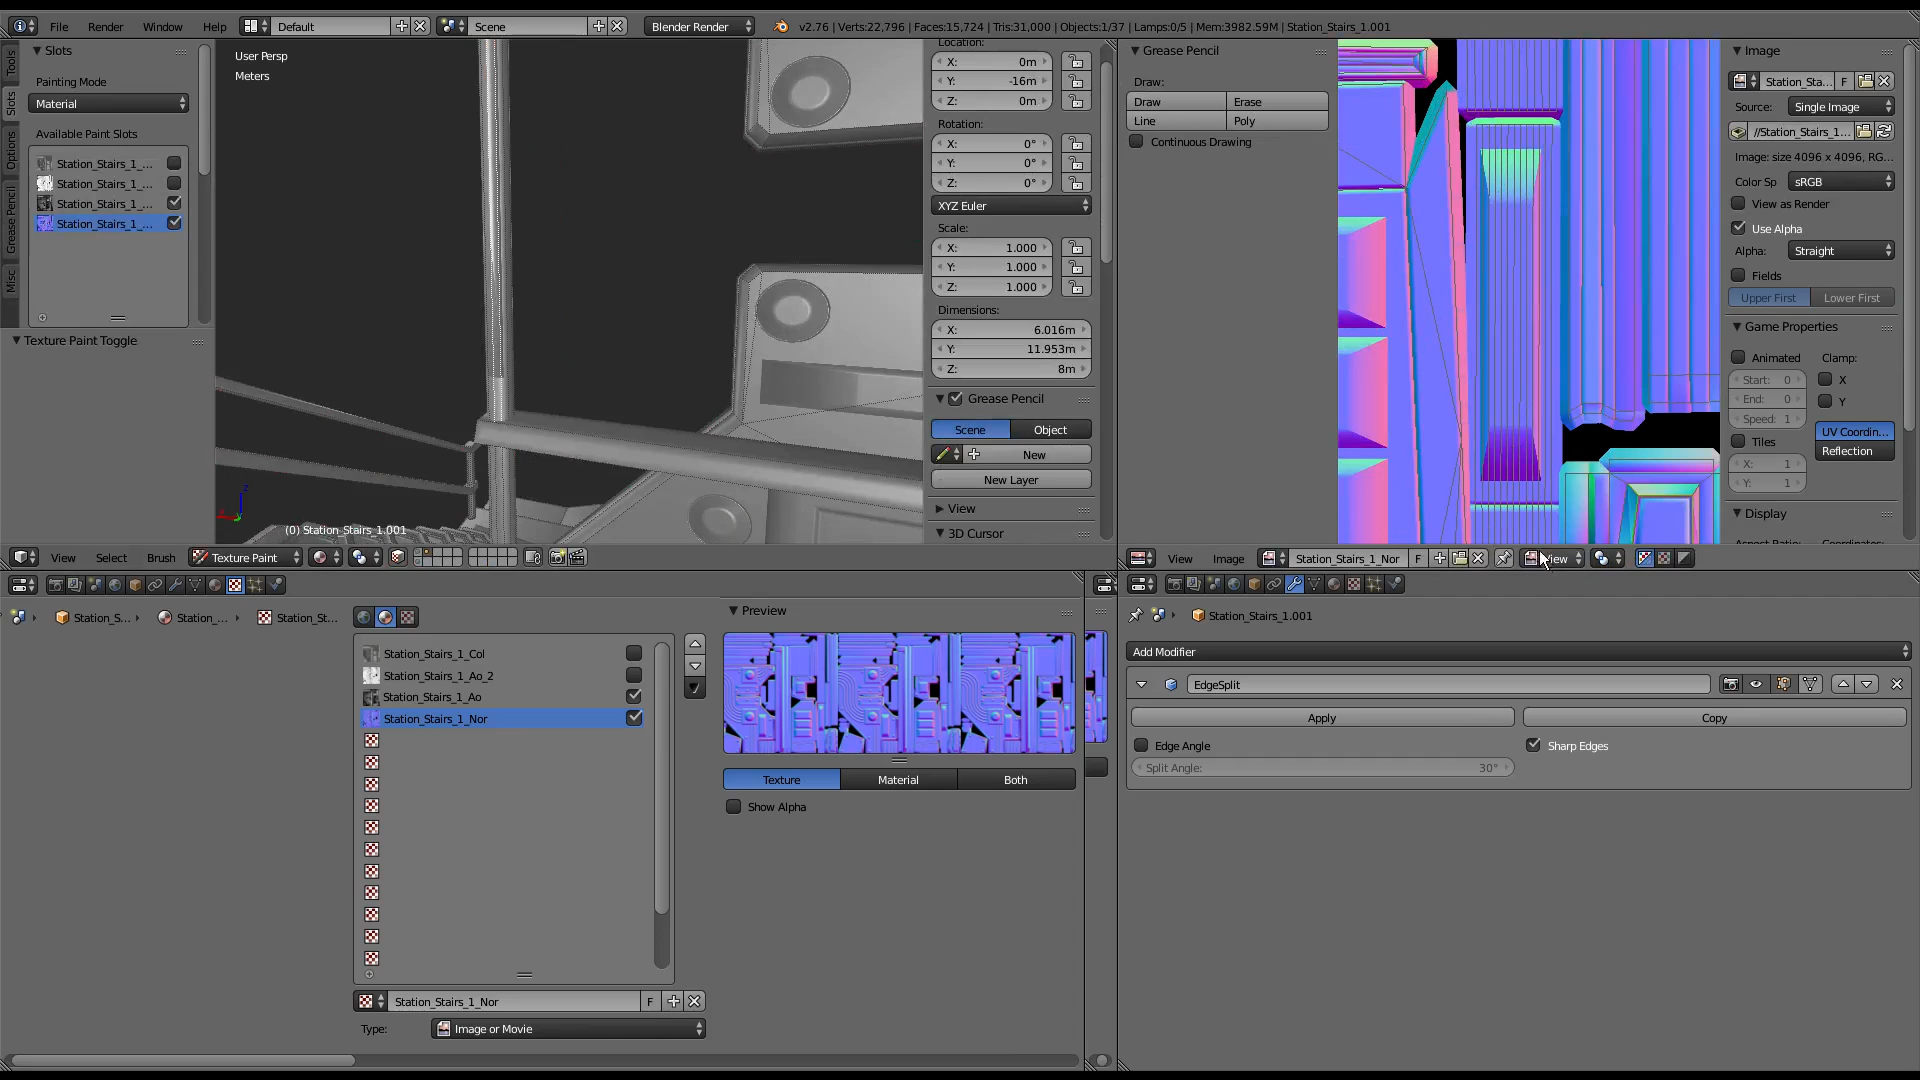 File Render Window Help Default Scene Blender Render v2.76 | Verts:22,796 | Faces:15,724 | Tris:31,000 | Objects:1/37 | Lamps:0/5 | Mem:3982.59M | Station_Stairs_1.001
Tools
Slots
Options
Grease Pencil
Misc
Slots
Painting Mode
Material
Available Paint Slots
Station_Stairs_1_...
Station_Stairs_1_...
Station_Stairs_1_...
Station_Stairs_1_...
Texture Paint Toggle
User Persp
Meters
(0) Station_Stairs_1.001
Location:
X: 0m
Y: -16m
Z: 0m
Rotation:
X: 0°
Y: 0°
Z: 0°
XYZ Euler
Scale:
X: 1.000
Y: 1.000
Z: 1.000
Dimensions:
X: 6.016m
Y: 11.953m
Z: 8m
Grease Pencil
Scene Object
New
New Layer
View
3D Cursor
View Select Brush Texture Paint
Grease Pencil
Draw:
Draw Erase
Line Poly
Continuous Drawing
Image
Station_Sta... F
Source: Single Image
//Station_Stairs_1...
Image: size 4096 x 4096, RG...
Color Sp sRGB
View as Render
Use Alpha
Alpha: Straight
Fields
Upper First Lower First
Game Properties
Animated Clamp:
Start: 0 X
End: 0 Y
Speed: 1
Tiles UV Coordin...
X: 1 Reflection
Y: 1
Display
View Image Station_Stairs_1_Nor F View
Station_S... Station_... Station_St...
Station_Stairs_1_Col
Station_Stairs_1_Ao_2
Station_Stairs_1_Ao
Station_Stairs_1_Nor
Station_Stairs_1_Nor F
Type: Image or Movie
Preview
Texture Material Both
Show Alpha
Station_Stairs_1.001
Add Modifier
EdgeSplit
Apply Copy
Edge Angle Sharp Edges
Split Angle: 30°